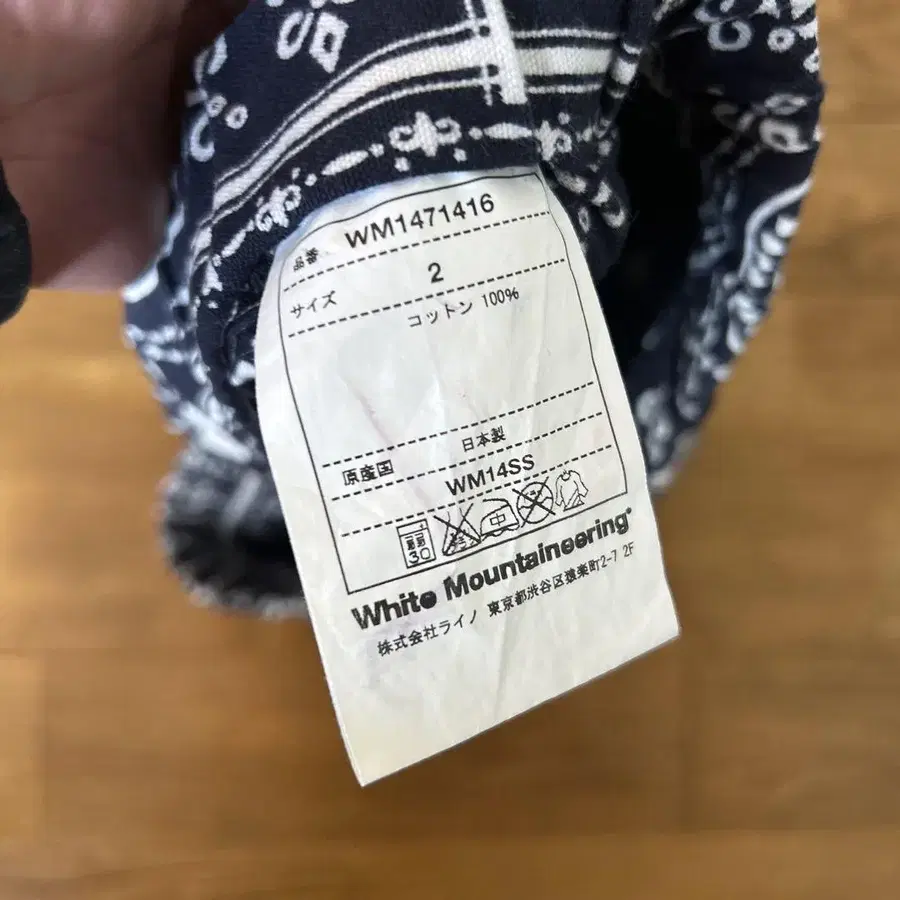 品番 WM1471416
サイズ 2
コットン 100%
原産国 日本製
WM14SS
30 中
White Mountaineering
株式会社ライノ 東京都渋谷区猿楽町2-7 2F